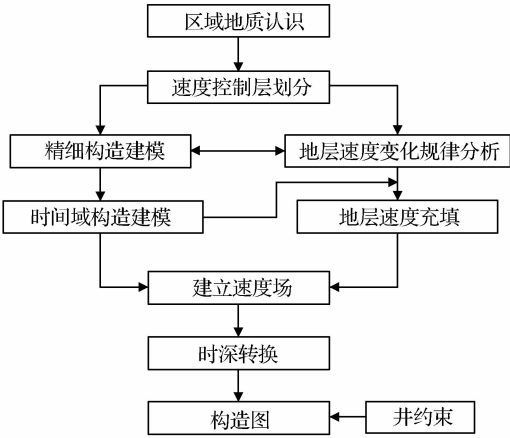 区域地质认识
速度控制层划分
精细构造建模
地层速度变化规律分析
时间域构造建模
地层速度充填
建立速度场
时深转换
构造图
井约束